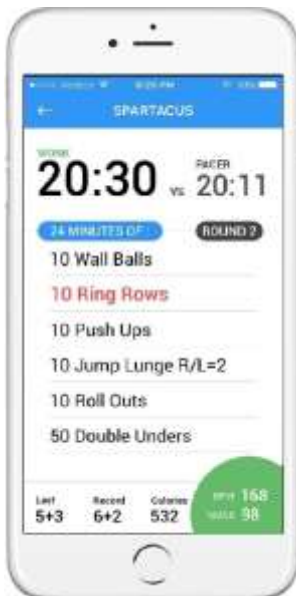 SPARTACUS
WORK
PACER
20:30 vs 20:11
24 MINUTES OF
ROUND 2
10 Wall Balls
10 Ring Rows
10 Push Ups
10 Jump Lunge R/L=2
10 Roll Outs
50 Double Unders
Last
5+3
Record
6+2
Calories
532
BPM 168
98